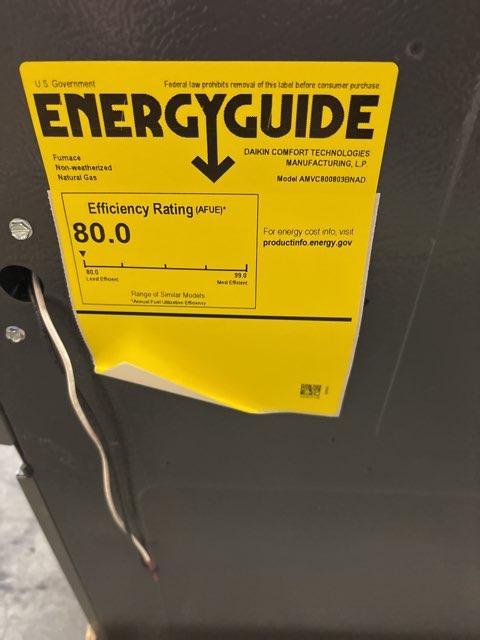 U.S. Government
Federal law prohibits removal of this label before consumer purchase
ENERGYGUIDE
Furnace
Non-weatherized
Natural Gas
DAIKIN COMFORT TECHNOLOGIES
MANUFACTURING, L.P.
Model AMVC800803BNAD
Efficiency Rating (AFUE)*
80.0
80.0
Least Efficient
99.0
Most Efficient
Range of Similar Models
*Annual Fuel Utilization Efficiency
For energy cost info, visit
productinfo.energy.gov